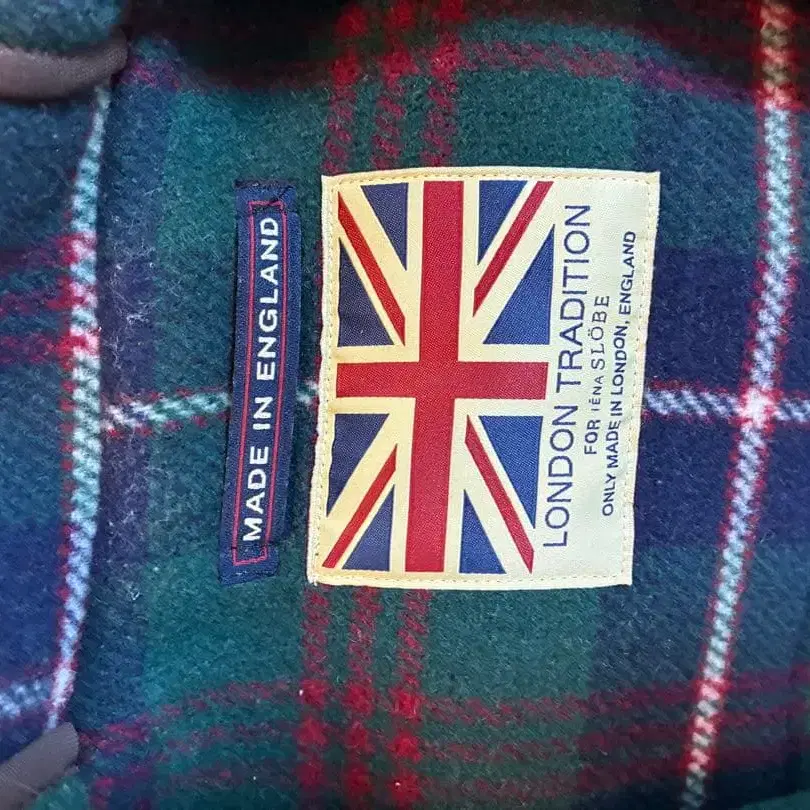 MADE IN ENGLAND
LONDON TRADITION
FOR IÉNA SLÖBE
ONLY MADE IN LONDON, ENGLAND